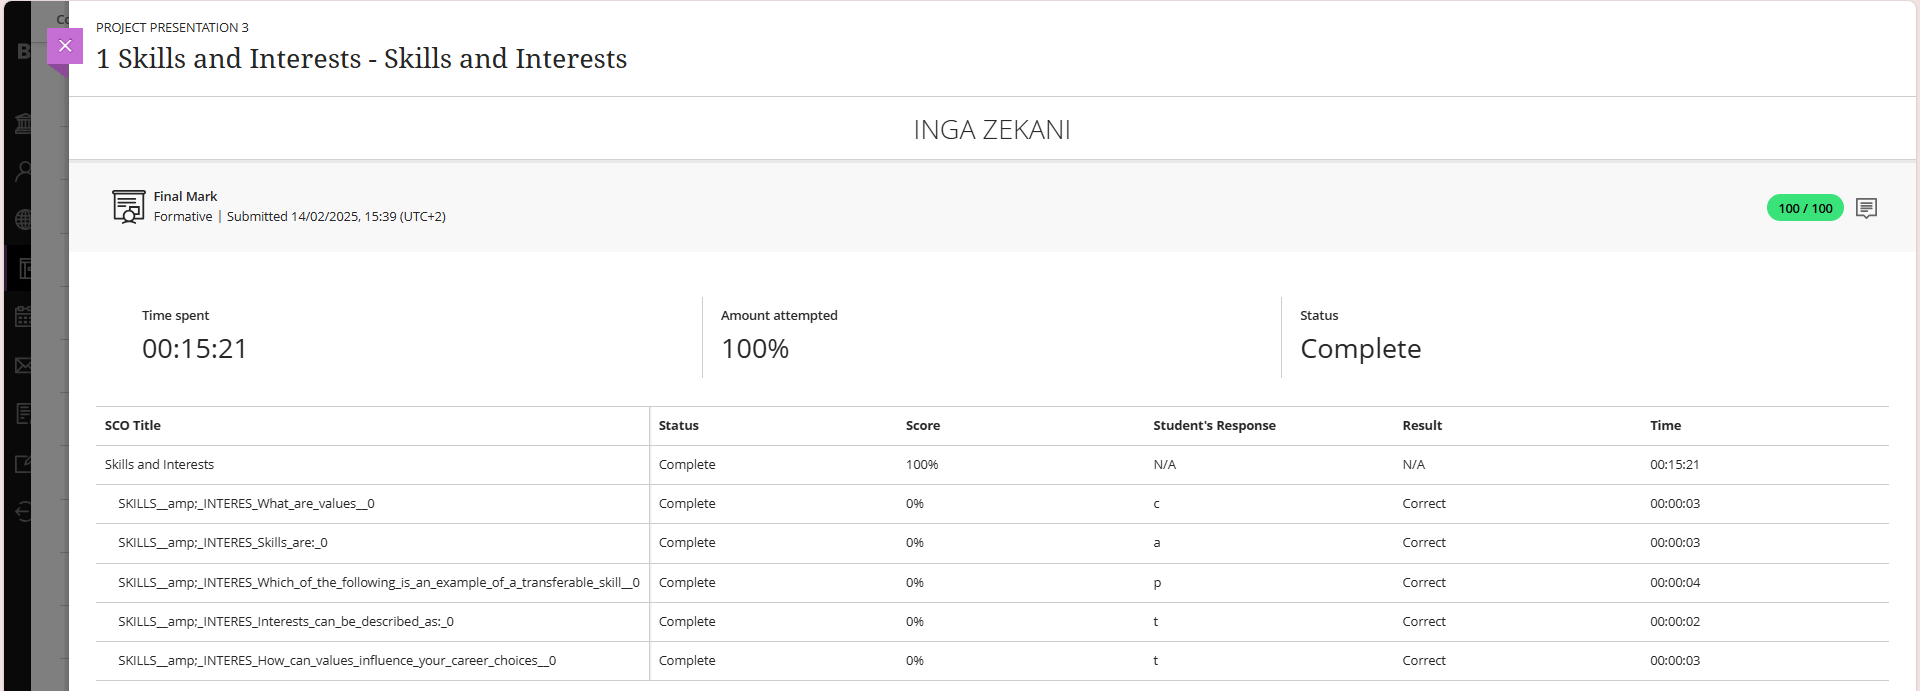 Co
B
PROJECT PRESENTATION 3
1 Skills and Interests - Skills and Interests
INGA ZEKANI
Final Mark
Formative | Submitted 14/02/2025, 15:39 (UTC+2)
100 / 100
Time spent
00:15:21
Amount attempted
100%
Status
Complete
SCO Title Status Score Student's Response Result Time
Skills and Interests Complete 100% N/A N/A 00:15:21
SKILLS__amp;_INTERES_What_are_values__0 Complete 0% c Correct 00:00:03
SKILLS__amp;_INTERES_Skills_are:_0 Complete 0% a Correct 00:00:03
SKILLS__amp;_INTERES_Which_of_the_following_is_an_example_of_a_transferable_skill__0 Complete 0% p Correct 00:00:04
SKILLS__amp;_INTERES_Interests_can_be_described_as:_0 Complete 0% t Correct 00:00:02
SKILLS__amp;_INTERES_How_can_values_influence_your_career_choices__0 Complete 0% t Correct 00:00:03